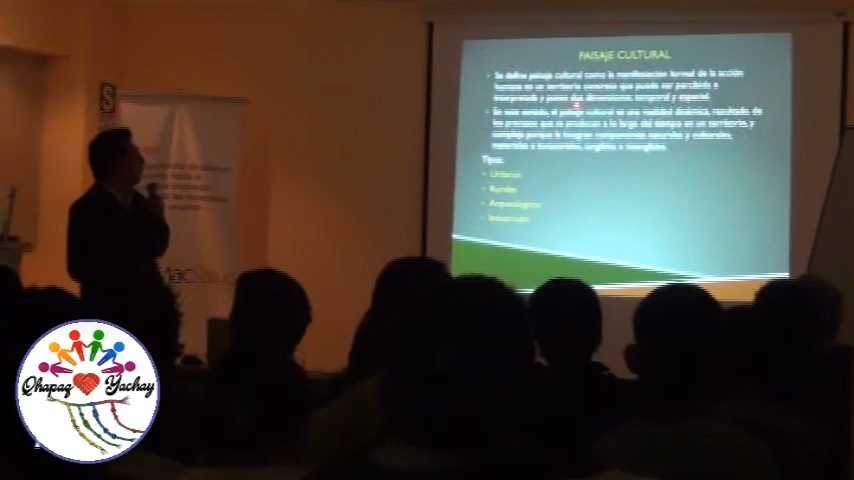 PAISAJE CULTURAL
Se define paisaje cultural como la manifestación formal de la acción
humana en un territorio concreto que puede ser percibido e
interpretado y posee dos dimensiones, temporal y espacial.
En este sentido, el paisaje cultural es una realidad dinámica, resultado de
los procesos que se producen a lo largo del tiempo en un territorio, y
compleja porque la integran componentes naturales y culturales,
materiales e inmateriales, tangibles e intangibles.
Tipos:
Urbanos
Rurales
Arqueológicos
Industriales
S
Qhapaq Yachay